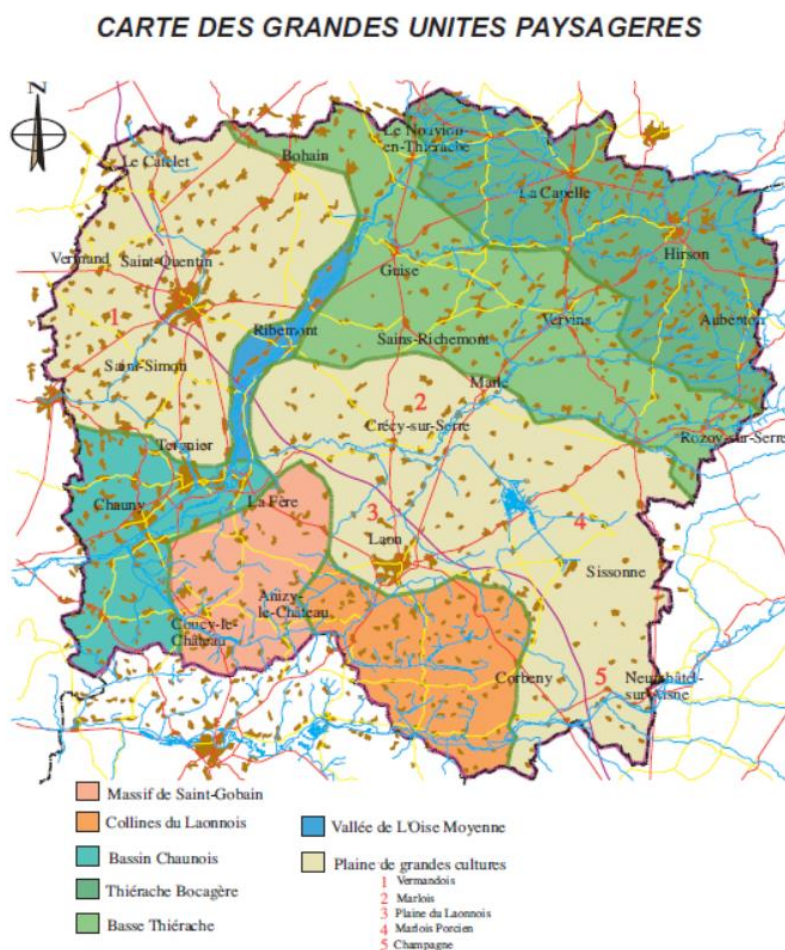 CARTE DES GRANDES UNITES PAYSAGERES
N
Le Nouvion-
en-Thiérache
Le Catelet
Bohain
La Capelle
Vermand
Saint-Quentin
Hirson
Guise
1
Ribemont
Vervins
Aubenton
Sains-Richemont
Saint-Simon
Marle
2
Crécy-sur-Serre
Rozoy-sur-Serre
Tergnier
Chauny
La Fère
3
4
Laon
Sissonne
Anizy-
le-Château
Coucy-le-
Château
Corbeny
5
Neufchâtel-
sur-Aisne
Massif de Saint-Gobain
Collines du Laonnois
Bassin Chaunois
Thiérache Bocagère
Basse Thiérache
Vallée de L'Oise Moyenne
Plaine de grandes cultures
1 Vermandois
2 Marlois
3 Plaine du Laonnois
4 Marlois Porcien
5 Champagne